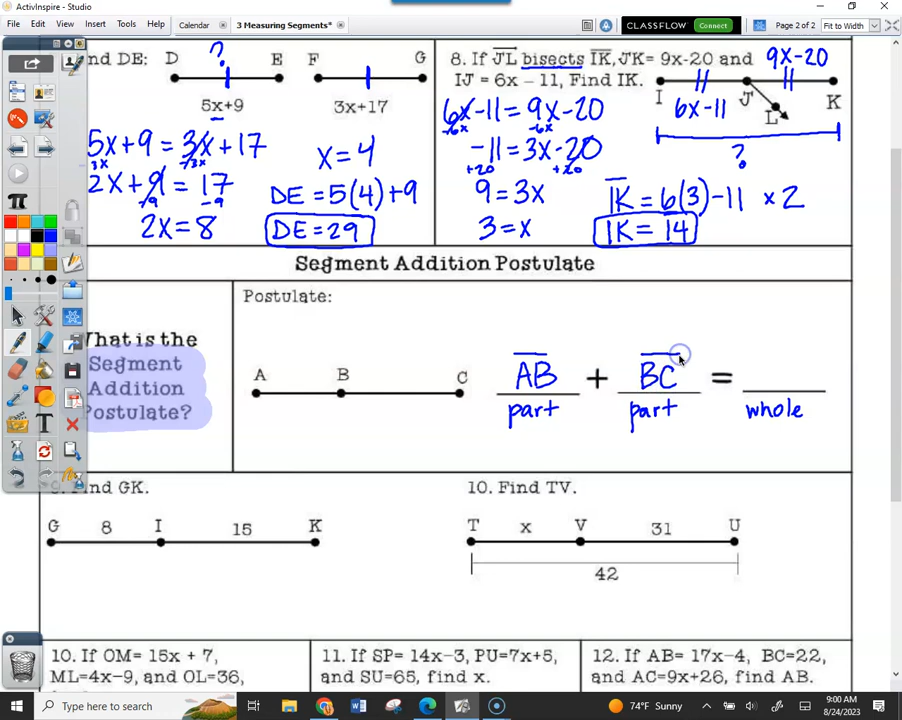 ActivInspire - Studio
File Edit View Insert Tools Help
Calendar 3 Measuring Segments* CLASSFLOW Connect Page 2 of 2 Fit to Width
nd DE: D ? E F G
5x+9 3x+17
5x+9 = 3x+17
-3x
2x+9 = 17
-9 -9
2x = 8
x = 4
DE = 5(4)+9
DE = 29
8. If JL bisects IK, JK= 9x-20 and
IJ = 6x - 11, Find IK.
9x-20
I J K
6x-11 L
?
6x-11 = 9x-20
-6x -6x
-11 = 3x-20
+20 +20
9 = 3x
3 = x
IK = 6(3)-11 x 2
IK = 14
Segment Addition Postulate
What is the
Segment
Addition
Postulate?
Postulate:
A B C
AB + BC = ______
part part whole
9. Find GK.
G 8 I 15 K
10. Find TV.
T x V 31 U
42
10. If OM= 15x + 7,
ML=4x-9, and OL=36,
11. If SP= 14x-3, PU=7x+5,
and SU=65, find x.
12. If AB= 17x-4, BC=22,
and AC=9x+26, find AB.
Type here to search
74°F Sunny
9:00 AM
8/24/2023